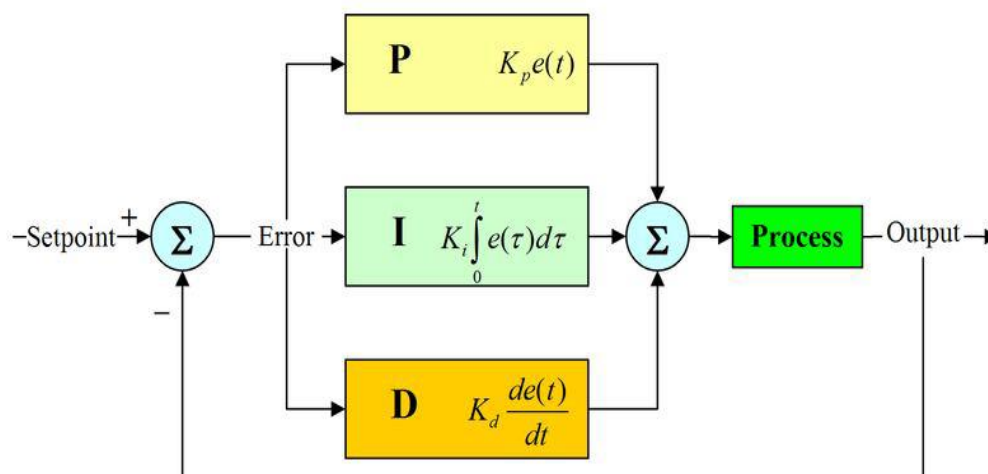 P K_p e(t)
–Setpoint + Σ Error I K_i ∫_0^t e(τ)dτ Σ Process Output
–
D K_d de(t)/dt